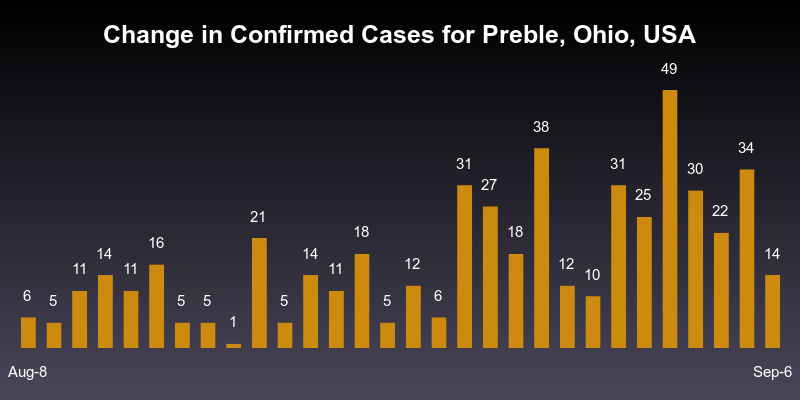 Change in Confirmed Cases for Preble, Ohio, USA
6 5 11 14 11 16 5 5 1 21 5 14 11 18 5 12 6 31 27 18 38 12 10 31 25 49 30 22 34 14
Aug-8 Sep-6